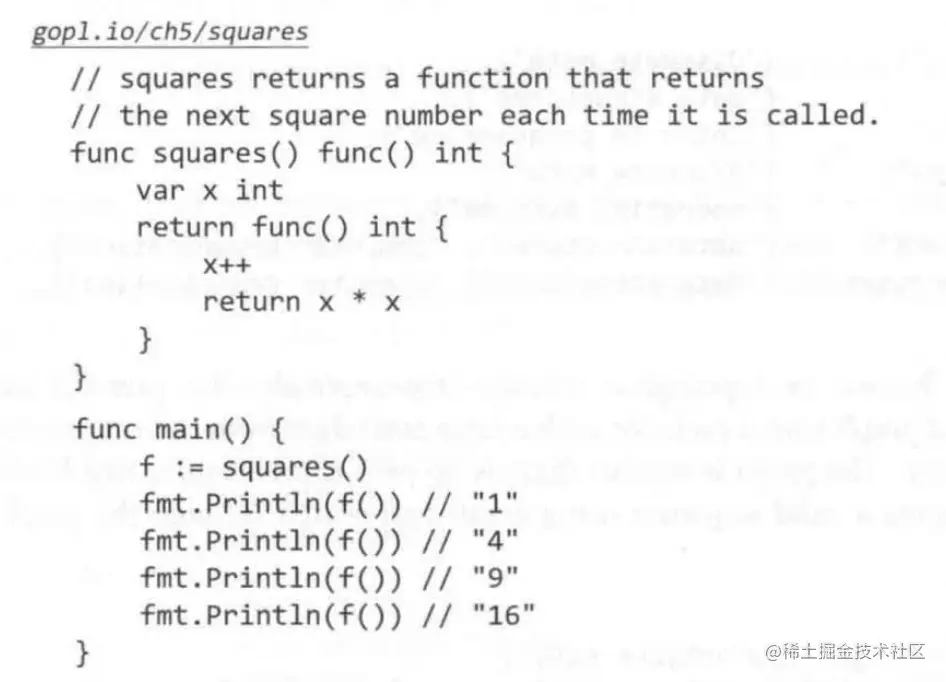 gopl.io/ch5/squares
// squares returns a function that returns
// the next square number each time it is called.
func squares() func() int {
var x int
return func() int {
x++
return x * x
}
}
func main() {
f := squares()
fmt.Println(f()) // "1"
fmt.Println(f()) // "4"
fmt.Println(f()) // "9"
fmt.Println(f()) // "16"
}
@稀土掘金技术社区